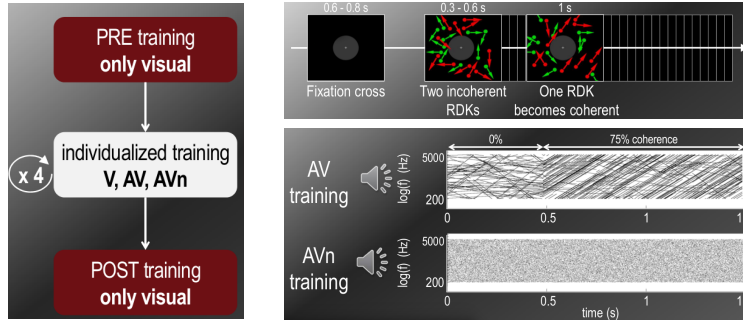 PRE training
only visual
individualized training
V, AV, AVn
x 4
POST training
only visual
0.6 - 0.8 s
0.3 - 0.6 s
1 s
Fixation cross
Two incoherent
RDKs
One RDK
becomes coherent
0%
75% coherence
AV
training
log(f) (Hz)
5000
200
0
0.5
1
1
AVn
training
log(f) (Hz)
5000
200
0
0.5
1
1
time (s)